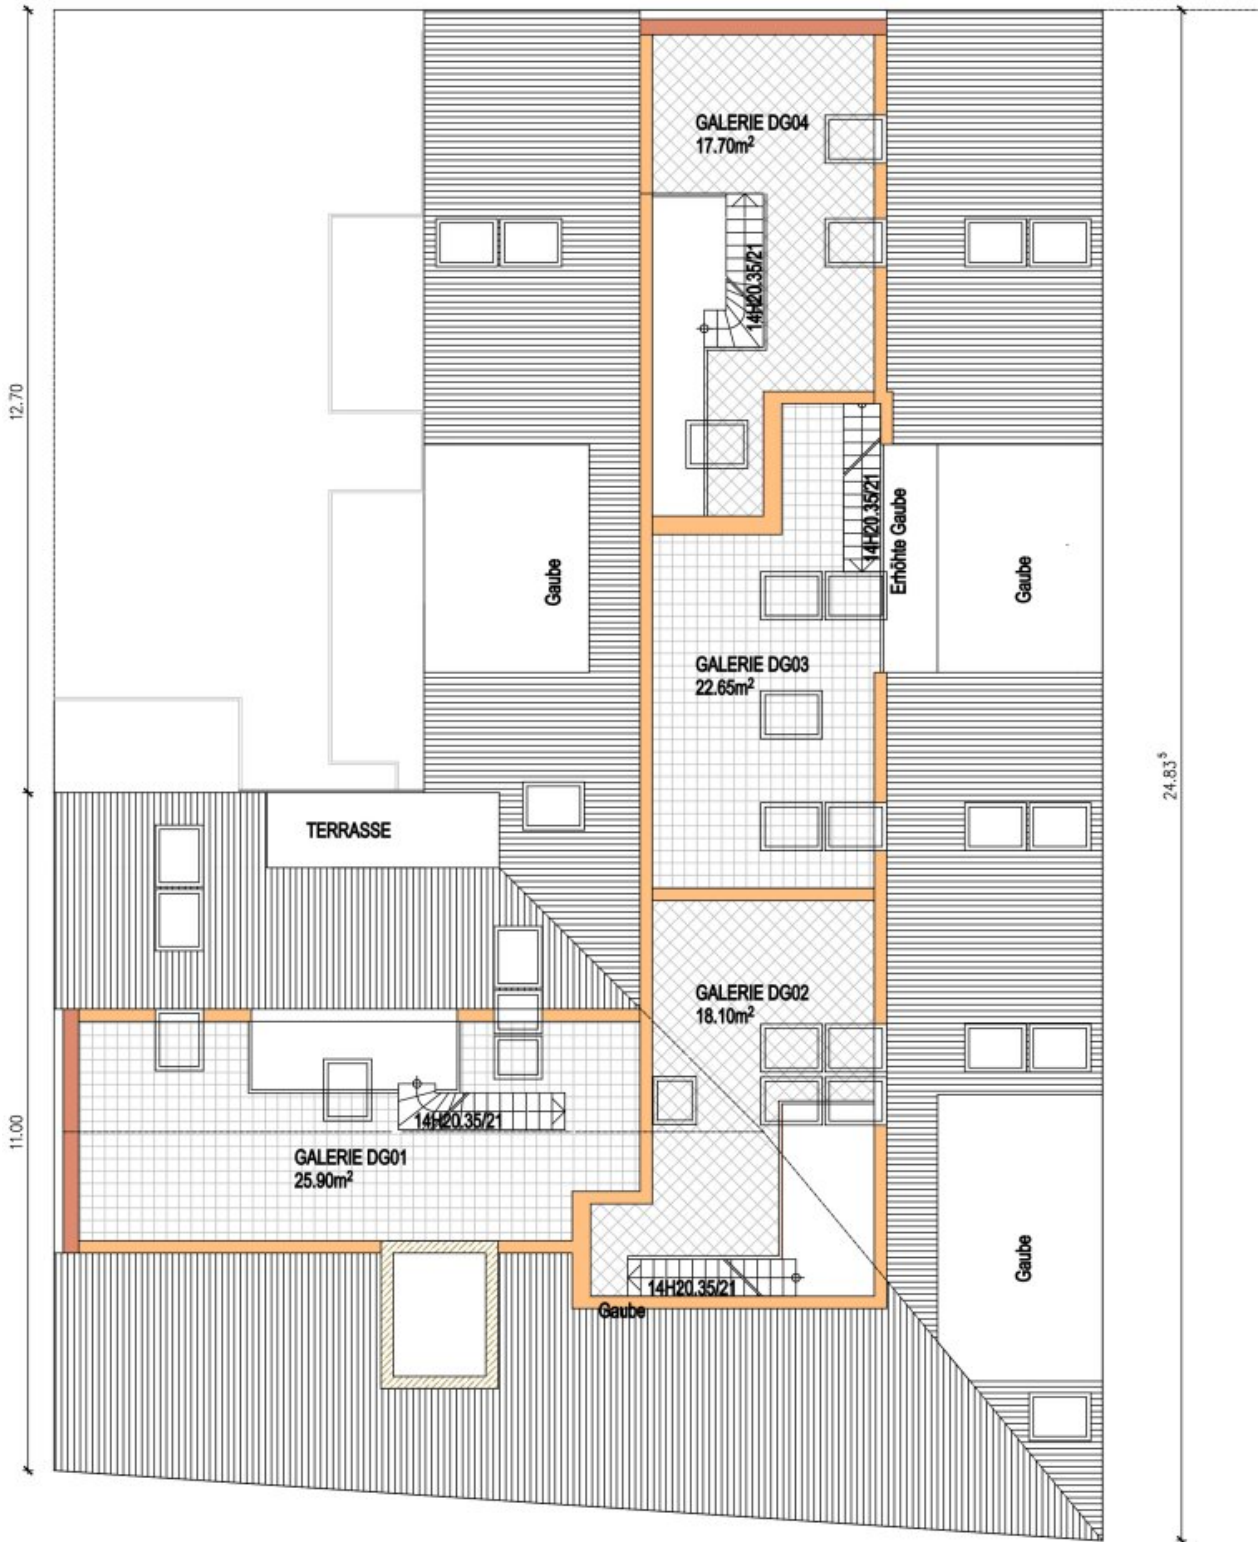 GALERIE DG04
17.70m²
14H20.35/21
12.70
14H20.35/21
Erhöhte Gaube
Gaube
Gaube
GALERIE DG03
22.65m²
24.83⁵
TERRASSE
GALERIE DG02
18.10m²
14H20.35/21
11.00
GALERIE DG01
25.90m²
Gaube
14H20.35/21
Gaube